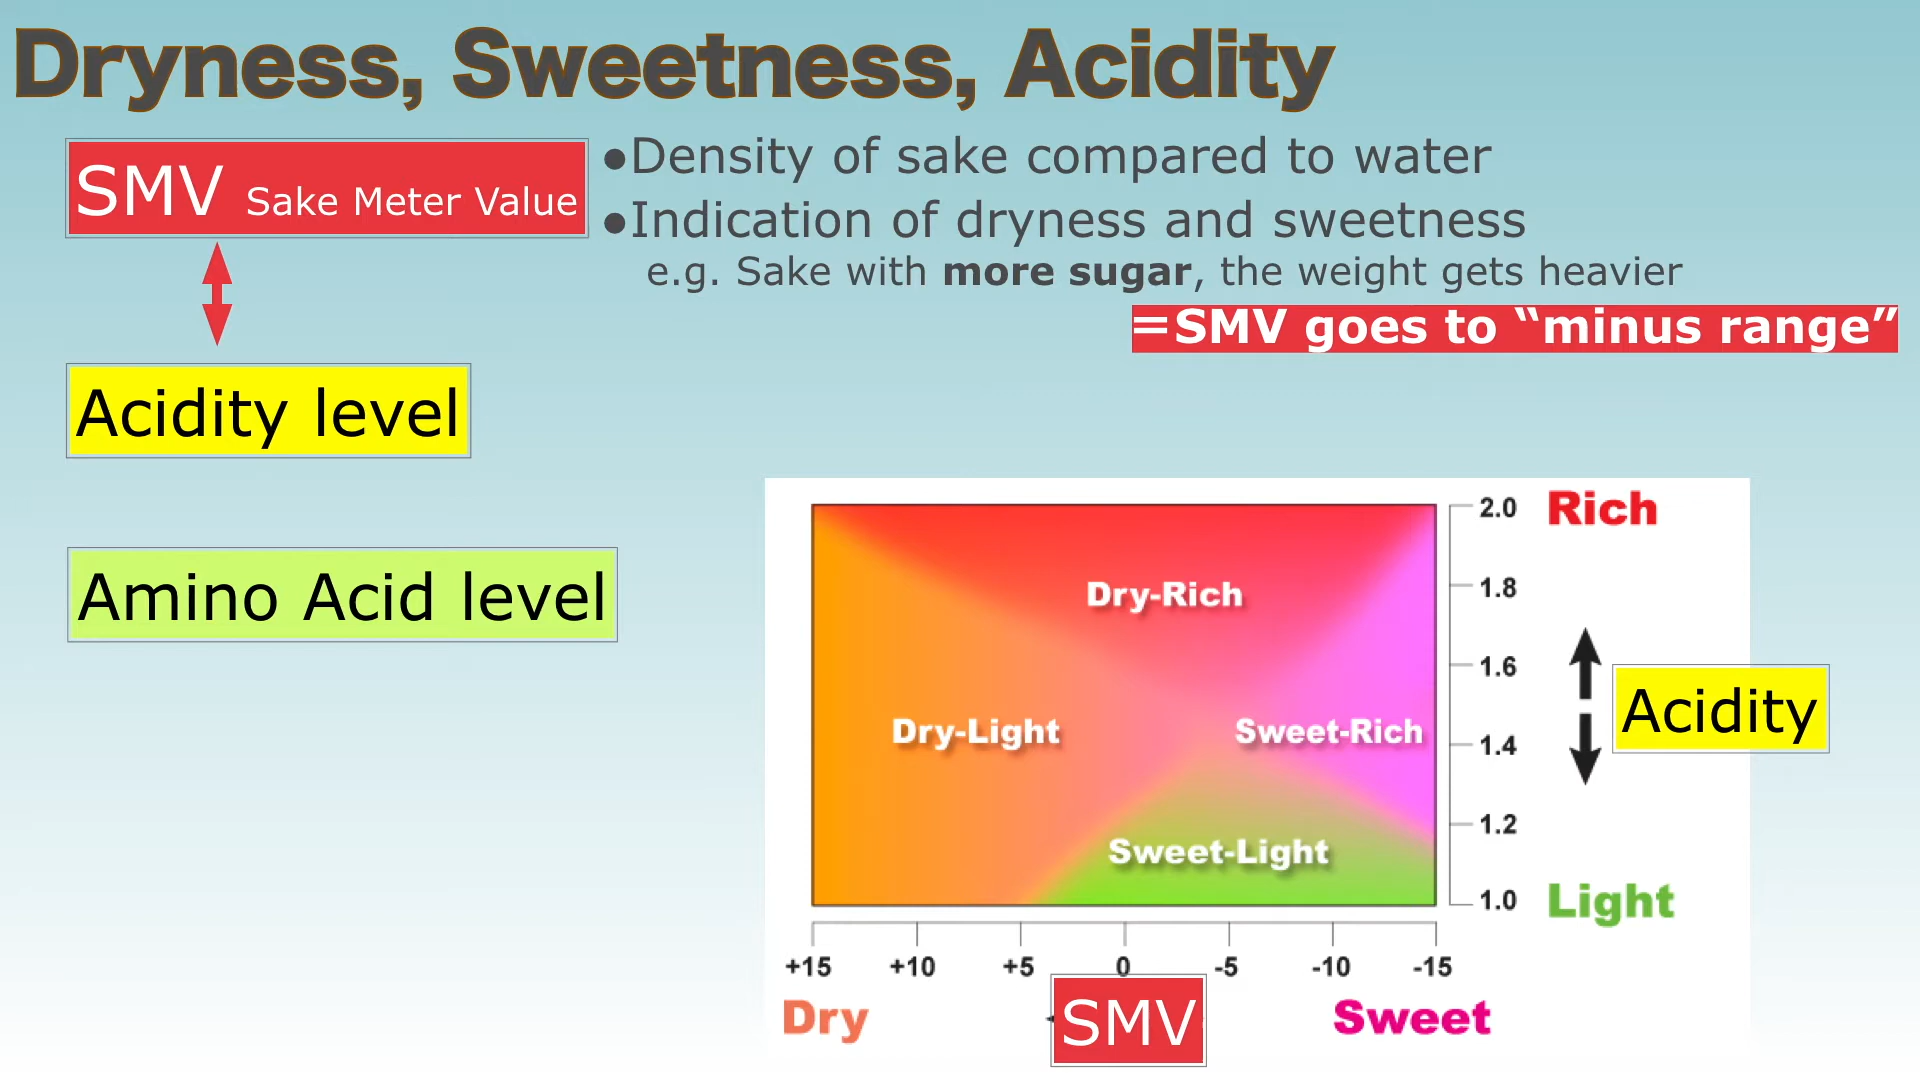 Dryness, Sweetness, Acidity
SMV Sake Meter Value
●Density of sake compared to water
●Indication of dryness and sweetness
e.g. Sake with more sugar, the weight gets heavier
=SMV goes to “minus range”
Acidity level
Amino Acid level
2.0 Rich
Dry-Rich
1.8
1.6
Acidity
Dry-Light
Sweet-Rich
1.4
1.2
Sweet-Light
1.0 Light
+15 +10 +5 0 -5 -10 -15
Dry SMV Sweet